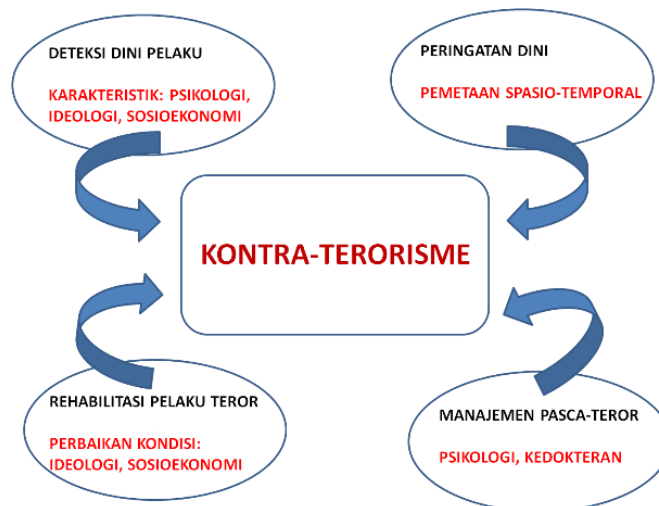 DETEKSI DINI PELAKU
KARAKTERISTIK: PSIKOLOGI,
IDEOLOGI, SOSIOEKONOMI
PERINGATAN DINI
PEMETAAN SPASIO-TEMPORAL
KONTRA-TERORISME
REHABILITASI PELAKU TEROR
PERBAIKAN KONDISI:
IDEOLOGI, SOSIOEKONOMI
MANAJEMEN PASCA-TEROR
PSIKOLOGI, KEDOKTERAN